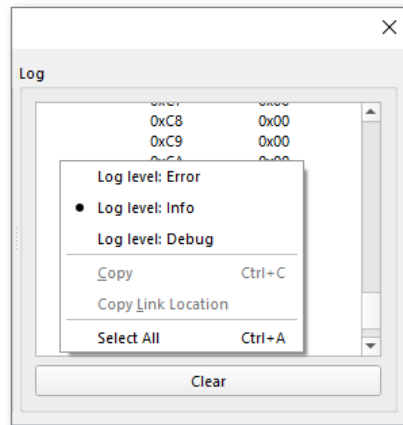 Log
0xC8 0x00
0xC9 0x00
Log level: Error
Log level: Info
Log level: Debug
Copy Ctrl+C
Copy Link Location
Select All Ctrl+A
Clear